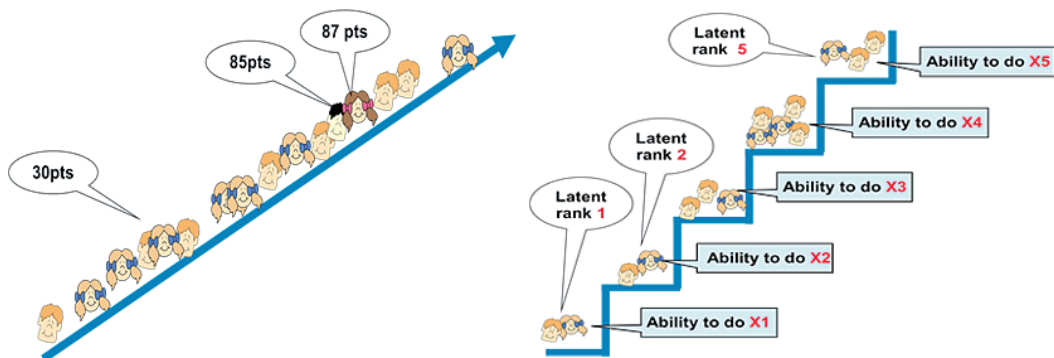 87 pts
85pts
30pts
Latent
rank 5
Ability to do X5
Ability to do X4
Latent
rank 2
Ability to do X3
Latent
rank 1
Ability to do X2
Ability to do X1